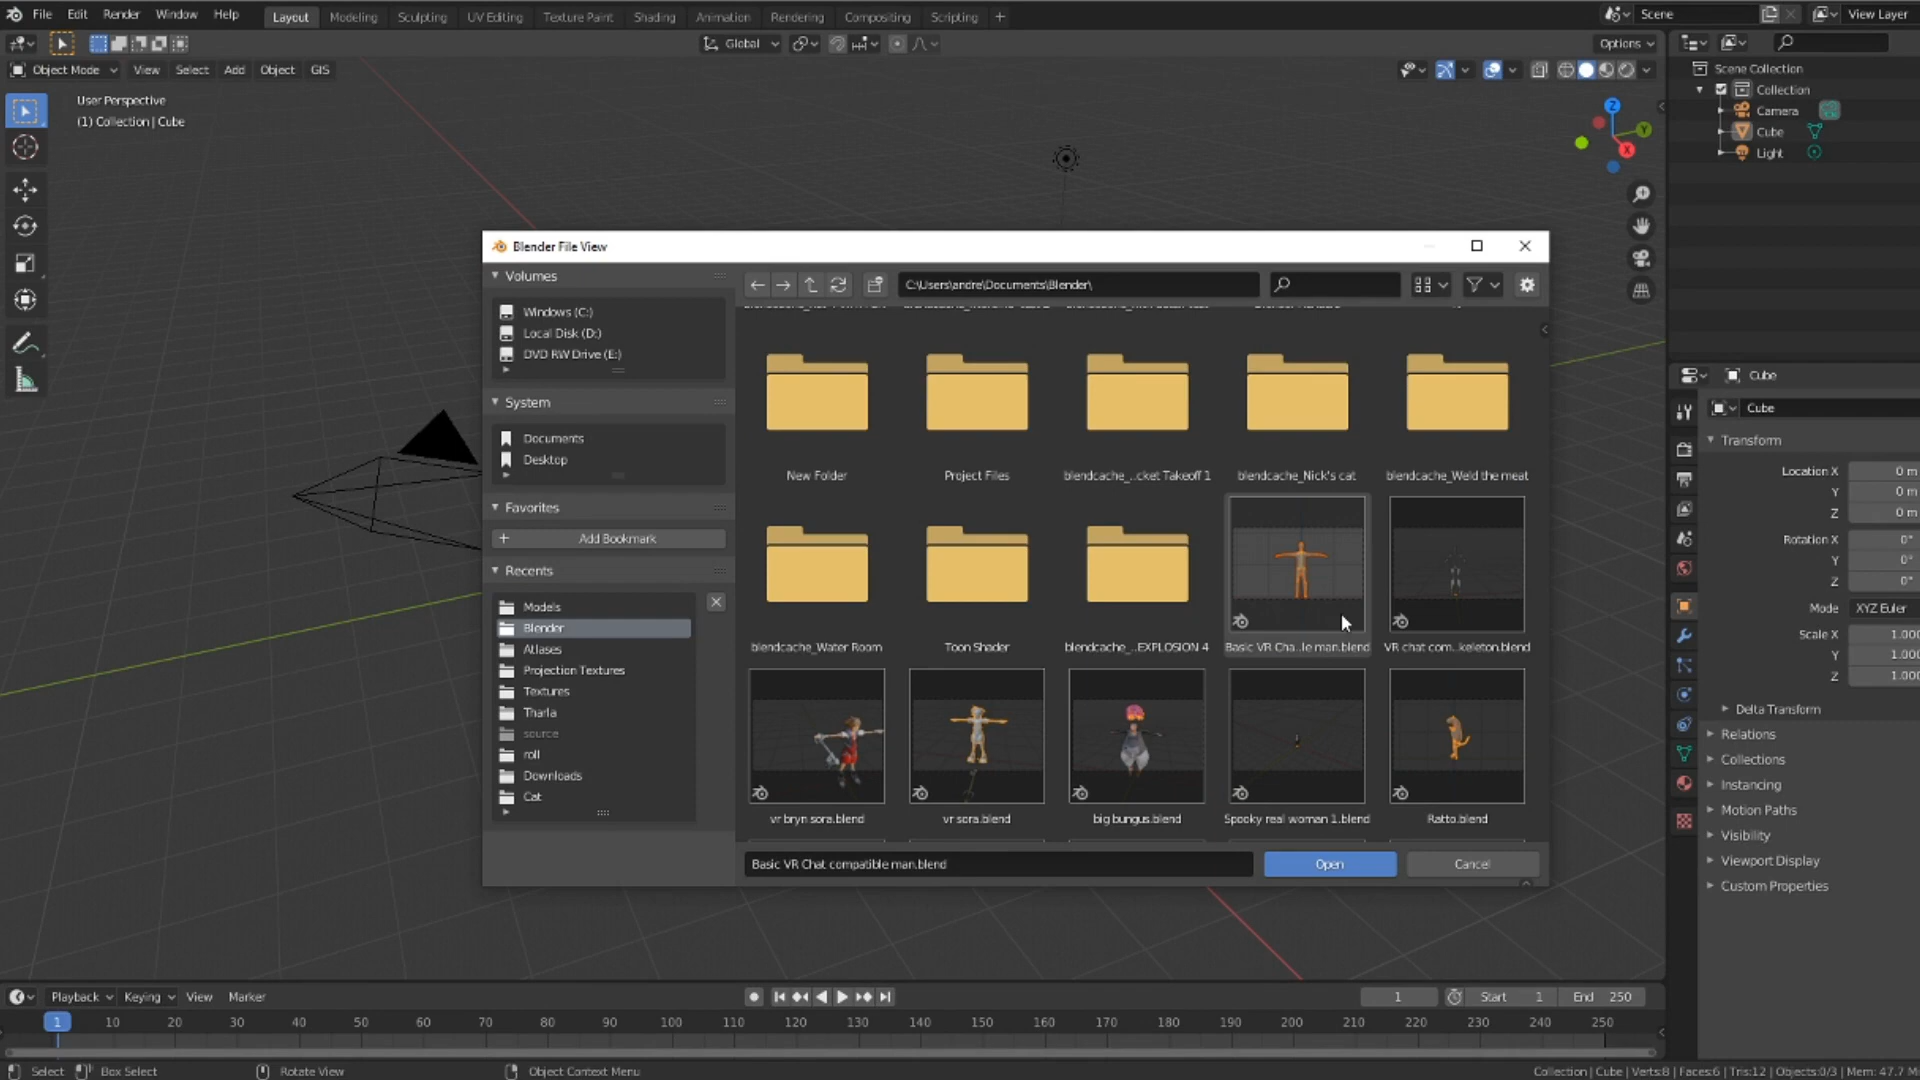 File Edit Render Window Help Layout Modeling Sculpting UV Editing Texture Paint Shading Animation Rendering Compositing Scripting + Scene View Layer
Global Options
Object Mode View Select Add Object GIS
User Perspective
(1) Collection | Cube
Scene Collection
Collection
Camera
Cube
Light
Z
Y
X
Blender File View
Volumes
Windows (C:)
Local Disk (D:)
DVD RW Drive (E:)
System
Documents
Desktop
Favorites
+ Add Bookmark
Recents
Models
Blender
Atlases
Projection Textures
Textures
Tharla
source
roll
Downloads
Cat
C:\Users\andre\Documents\Blender\
New Folder Project Files blendcache_...cket Takeoff 1 blendcache_Nick's cat blendcache_Weld the meat
blendcache_Water Room Toon Shader blendcache_...EXPLOSION 4 Basic VR Cha...le man.blend VR chat com...keleton.blend
vr bryn sora.blend vr sora.blend big bungus.blend Spooky real woman 1.blend Ratto.blend
Basic VR Chat compatible man.blend Open Cancel
Cube
Cube
Transform
Location X 0 m
Y 0 m
Z 0 m
Rotation X 0°
Y 0°
Z 0°
Mode XYZ Euler
Scale X 1.000
Y 1.000
Z 1.000
Delta Transform
Relations
Collections
Instancing
Motion Paths
Visibility
Viewport Display
Custom Properties
Playback Keying View Marker 1 Start 1 End 250
1 10 20 30 40 50 60 70 80 90 100 110 120 130 140 150 160 170 180 190 200 210 220 230 240 250
Select Box Select Rotate View Object Context Menu Collection | Cube | Verts:8 | Faces:6 | Tris:12 | Objects:0/3 | Mem: 47.7 M